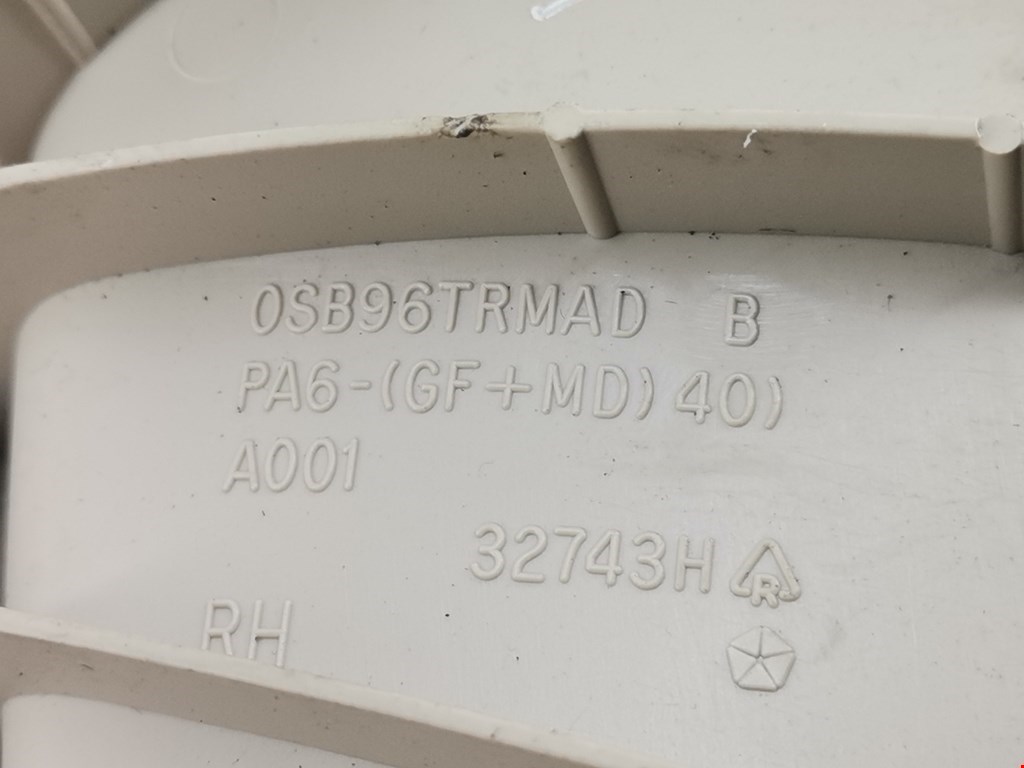 0SB96TRMAD B
PA6-(GF+MD)40)
A001
32743H R
RH